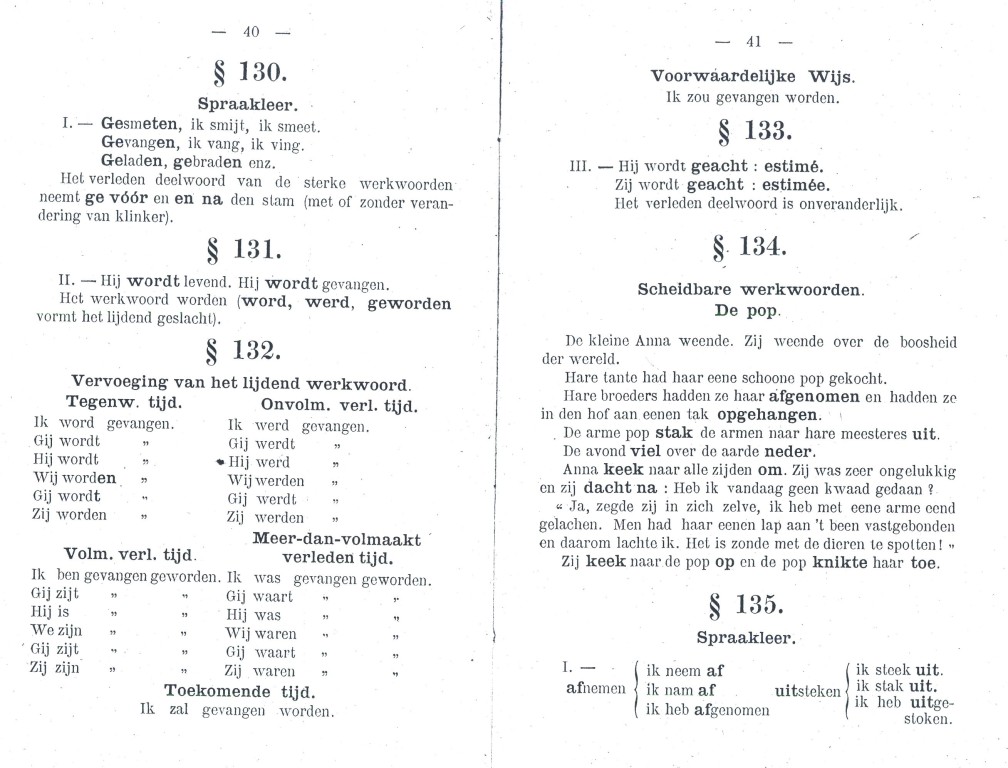 — 40 —
§ 130.
Spraakleer.
I. — Gesmeten, ik smijt, ik smeet.
Gevangen, ik vang, ik ving.
Geladen, gebraden enz.
Het verleden deelwoord van de sterke werkwoorden
neemt ge vóór en en na den stam (met of zonder veran-
dering van klinker).
§ 131.
II. — Hij wordt levend. Hij wordt gevangen.
Het werkwoord worden (word, werd, geworden
vormt het lijdend geslacht).
§ 132.
Vervoeging van het lijdend werkwoord.
Tegenw. tijd. Onvolm. verl. tijd.
Ik word gevangen. Ik werd gevangen.
Gij wordt „ Gij werdt „
Hij wordt „ Hij werd „
Wij worden „ Wij werden „
Gij wordt „ Gij werdt „
Zij worden „ Zij werden „
Volm. verl. tijd. Meer-dan-volmaakt
verleden tijd.
Ik ben gevangen geworden. Ik was gevangen geworden.
Gij zijt „ „ Gij waart „ „
Hij is „ „ Hij was „ „
We zijn „ „ Wij waren „ „
Gij zijt „ „ Gij waart „ „
Zij zijn „ „ Zij waren „ „
Toekomende tijd.
Ik zal gevangen worden.
— 41 —
Voorwaardelijke Wijs.
Ik zou gevangen worden.
§ 133.
III. — Hij wordt geacht : estimé.
Zij wordt geacht : estimée.
Het verleden deelwoord is onveranderlijk.
§ 134.
Scheidbare werkwoorden.
De pop.
De kleine Anna weende. Zij weende over de boosheid
der wereld.
Hare tante had haar eene schoone pop gekocht.
Hare broeders hadden ze haar afgenomen en hadden ze
in den hof aan eenen tak opgehangen.
De arme pop stak de armen naar hare meesteres uit.
De avond viel over de aarde neder.
Anna keek naar alle zijden om. Zij was zeer ongelukkig
en zij dacht na : Heb ik vandaag geen kwaad gedaan ?
« Ja, zegde zij in zich zelve, ik heb met eene arme eend
gelachen. Men had haar eenen lap aan 't been vastgebonden
en daarom lachte ik. Het is zonde met de dieren te spotten! »
Zij keek naar de pop op en de pop knikte haar toe.
§ 135.
Spraakleer.
I. — ik neem af ik steek uit.
afnemen ik nam af uitsteken ik stak uit.
ik heb afgenomen ik heb uitge-
stoken.